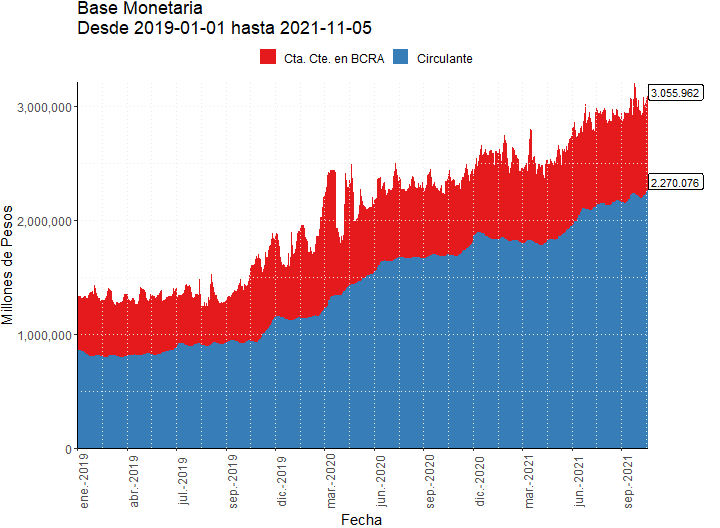 Base Monetaria
Desde 2019-01-01 hasta 2021-11-05
Cta. Cte. en BCRA
Circulante
Millones de Pesos
3,000,000
2,000,000
1,000,000
0
3.055.962
2.270.076
ene.-2019
abr.-2019
jul.-2019
sep.-2019
dic.-2019
mar.-2020
jun.-2020
sep.-2020
dic.-2020
mar.-2021
jun.-2021
sep.-2021
Fecha